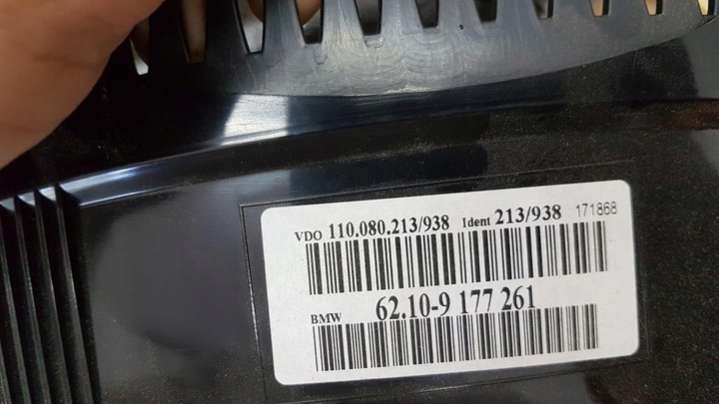 VDO 110.080.213/938 Ident 213/938 171868
BMW 62.10-9 177 261